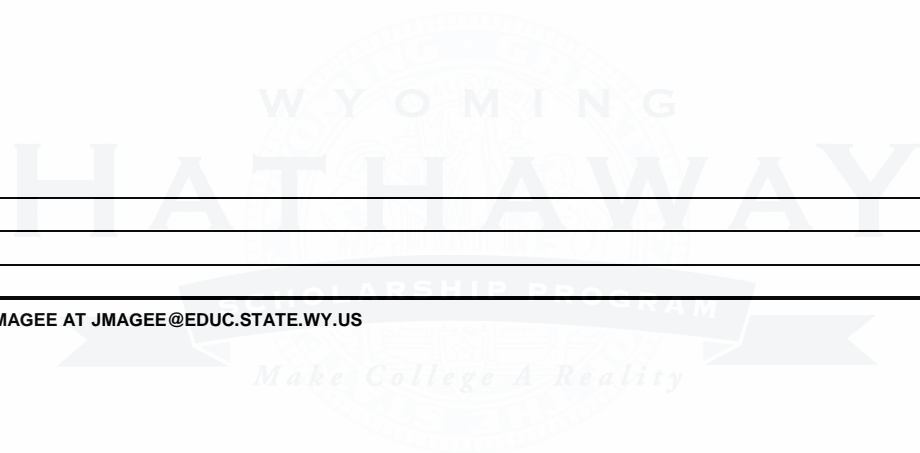 WYOMING
HATHAWAY
SCHOLARSHIP PROGRAM
MAGEE AT JMAGEE@EDUC.STATE.WY.US
Make College A Reality